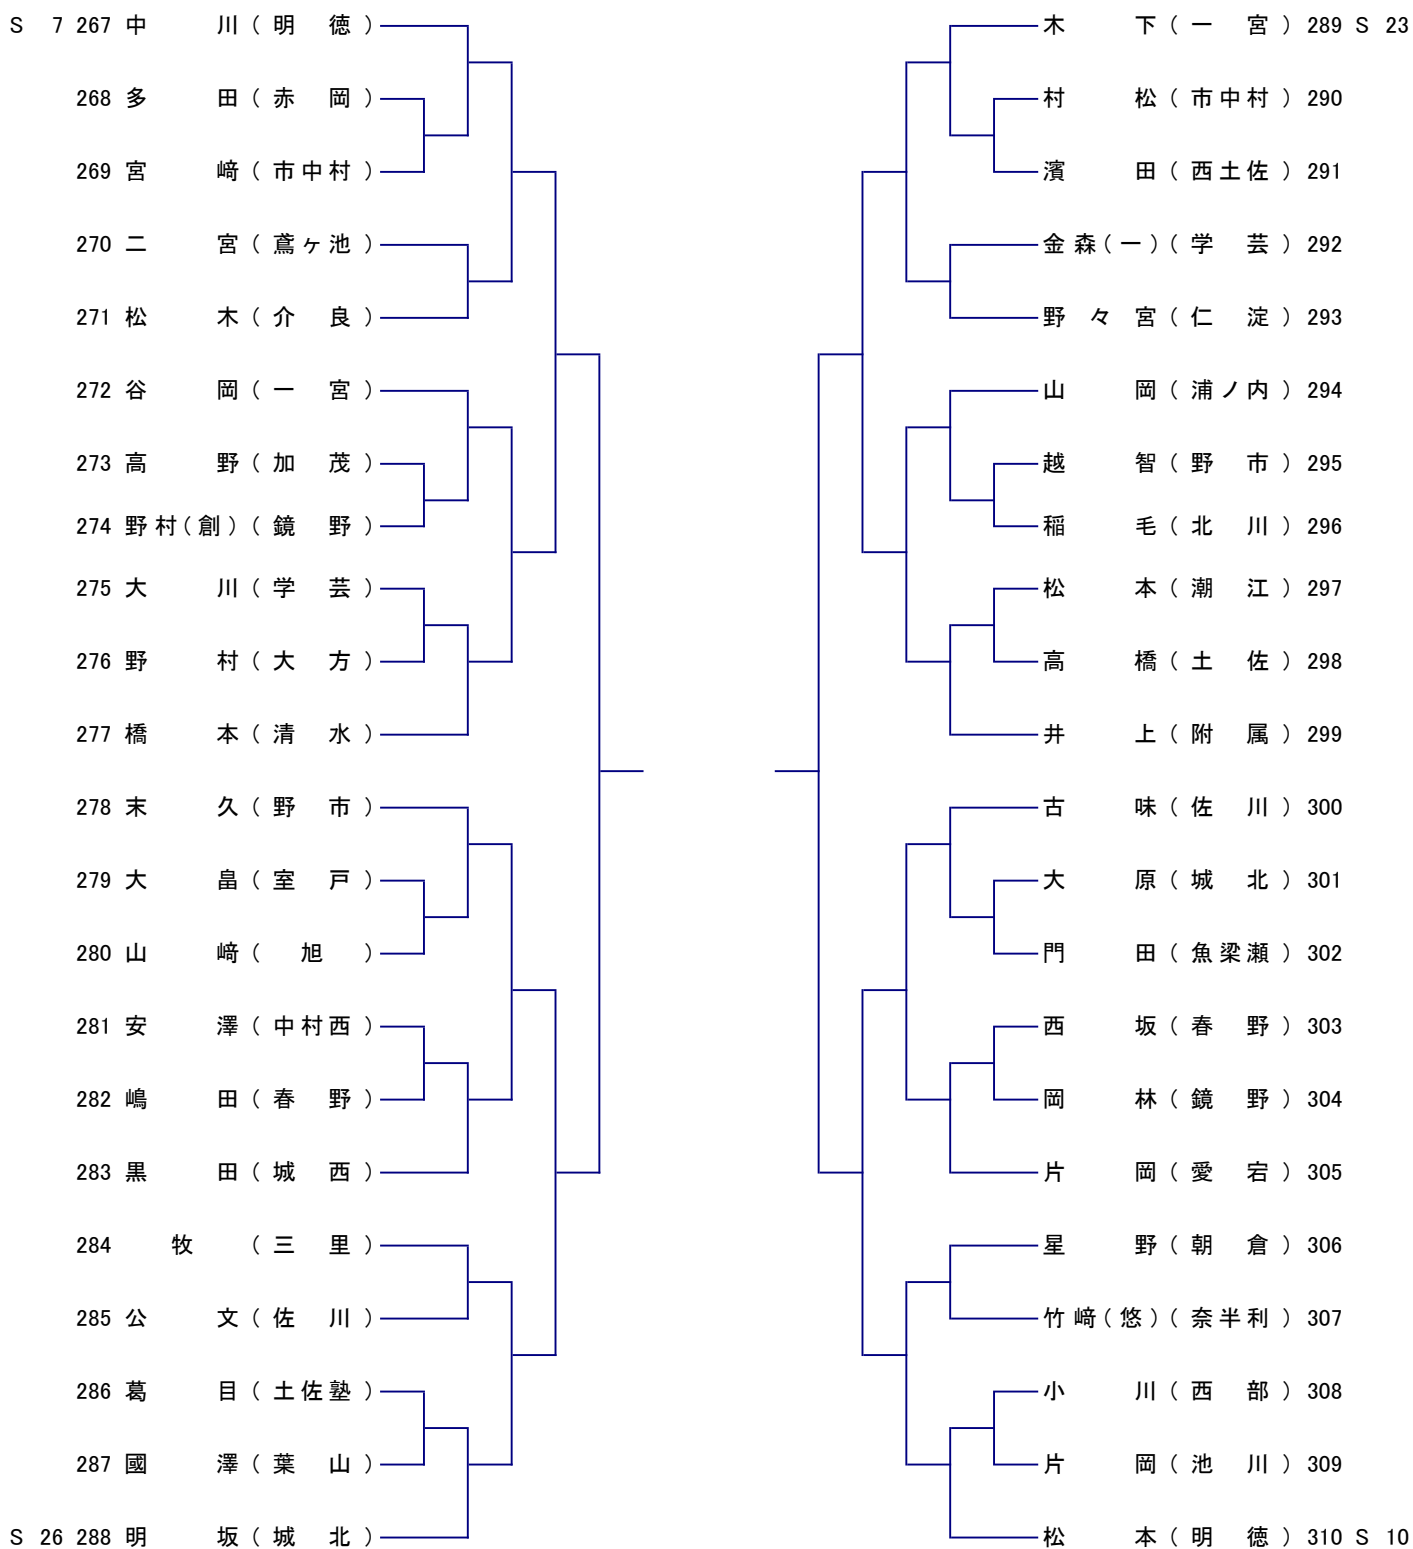 S 7 267 中 川 ( 明 徳 )
268 多 田 ( 赤 岡 )
269 宮 﨑 ( 市中村 )
270 二 宮 ( 鳶ヶ池 )
271 松 木 ( 介 良 )
272 谷 岡 ( 一 宮 )
273 高 野 ( 加 茂 )
274 野村(創) ( 鏡 野 )
275 大 川 ( 学 芸 )
276 野 村 ( 大 方 )
277 橋 本 ( 清 水 )
278 末 久 ( 野 市 )
279 大 畠 ( 室 戸 )
280 山 﨑 ( 旭 )
281 安 澤 ( 中村西 )
282 嶋 田 ( 春 野 )
283 黒 田 ( 城 西 )
284 牧 ( 三 里 )
285 公 文 ( 佐 川 )
286 葛 目 ( 土佐塾 )
287 國 澤 ( 葉 山 )
S 26 288 明 坂 ( 城 北 )
木 下 ( 一 宮 ) 289 S 23
村 松 ( 市中村 ) 290
濱 田 ( 西土佐 ) 291
金森(一) ( 学 芸 ) 292
野 々 宮 ( 仁 淀 ) 293
山 岡 ( 浦ノ内 ) 294
越 智 ( 野 市 ) 295
稲 毛 ( 北 川 ) 296
松 本 ( 潮 江 ) 297
高 橋 ( 土 佐 ) 298
井 上 ( 附 属 ) 299
古 味 ( 佐 川 ) 300
大 原 ( 城 北 ) 301
門 田 ( 魚梁瀬 ) 302
西 坂 ( 春 野 ) 303
岡 林 ( 鏡 野 ) 304
片 岡 ( 愛 宕 ) 305
星 野 ( 朝 倉 ) 306
竹﨑(悠) ( 奈半利 ) 307
小 川 ( 西 部 ) 308
片 岡 ( 池 川 ) 309
松 本 ( 明 徳 ) 310 S 10